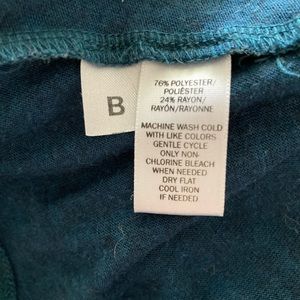 B
76% POLYESTER/
POLIÉSTER
24% RAYON/
RAYÓN/RAYONNE
MACHINE WASH COLD
WITH LIKE COLORS
GENTLE CYCLE
ONLY NON-
CHLORINE BLEACH
WHEN NEEDED
DRY FLAT
COOL IRON
IF NEEDED